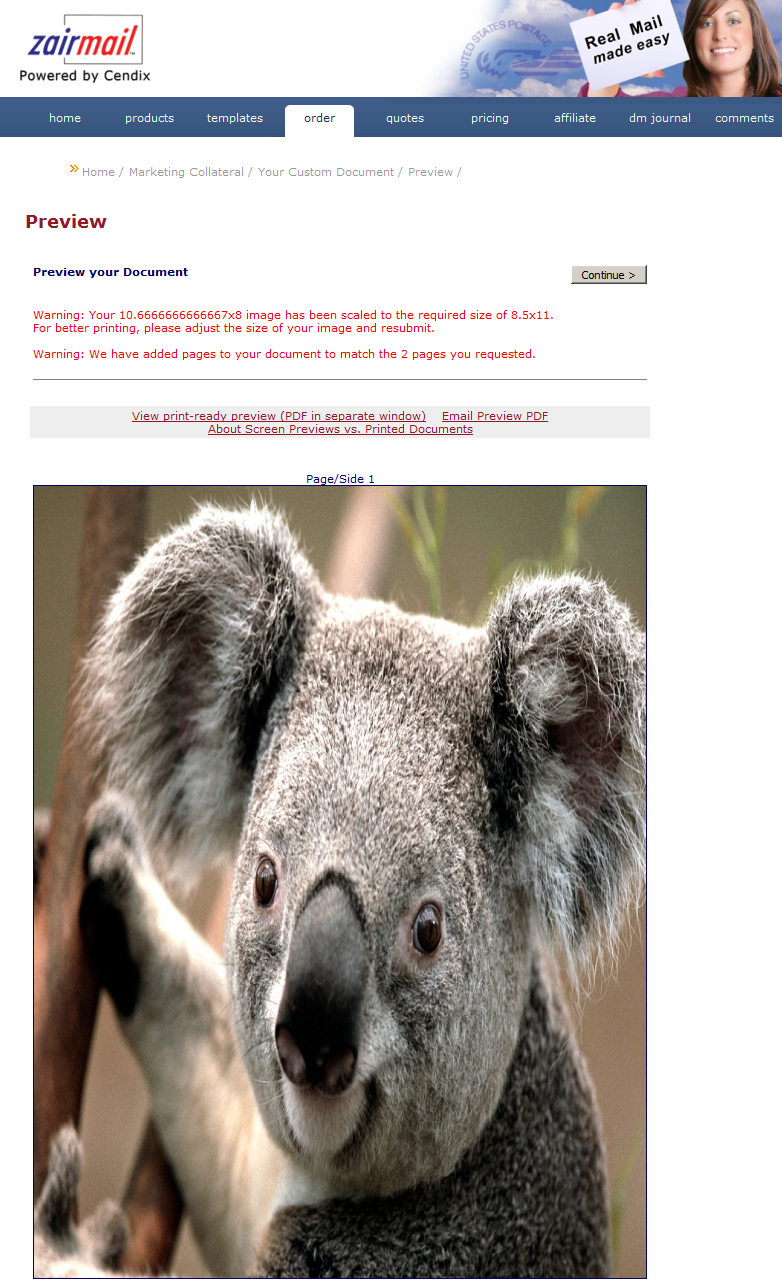 zairmail
Powered by Cendix
UNITED STATES POSTAGE
Real Mail
made easy
home products templates order quotes pricing affiliate dm journal comments
Home / Marketing Collateral / Your Custom Document / Preview /
Preview
Preview your Document
Continue >
Warning: Your 10.6666666666667x8 image has been scaled to the required size of 8.5x11.
For better printing, please adjust the size of your image and resubmit.
Warning: We have added pages to your document to match the 2 pages you requested.
View print-ready preview (PDF in separate window) Email Preview PDF
About Screen Previews vs. Printed Documents
Page/Side 1